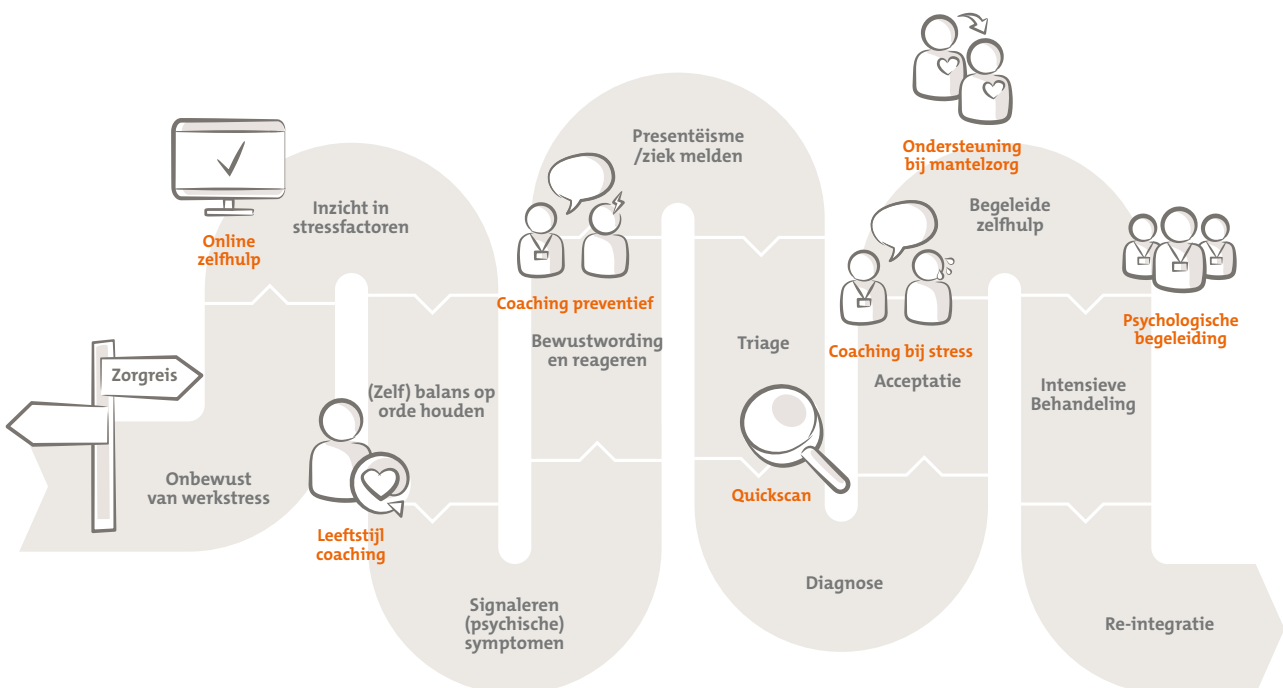 Zorgreis
Onbewust
van werkstress
Online
zelfhulp
Inzicht in
stressfactoren
(Zelf) balans op
orde houden
Leeftstijl
coaching
Signaleren
(psychische)
symptomen
Coaching preventief
Bewustwording
en reageren
Presentëisme
/ziek melden
Triage
Quickscan
Diagnose
Coaching bij stress
Acceptatie
Ondersteuning
bij mantelzorg
Begeleide
zelfhulp
Psychologische
begeleiding
Intensieve
Behandeling
Re-integratie